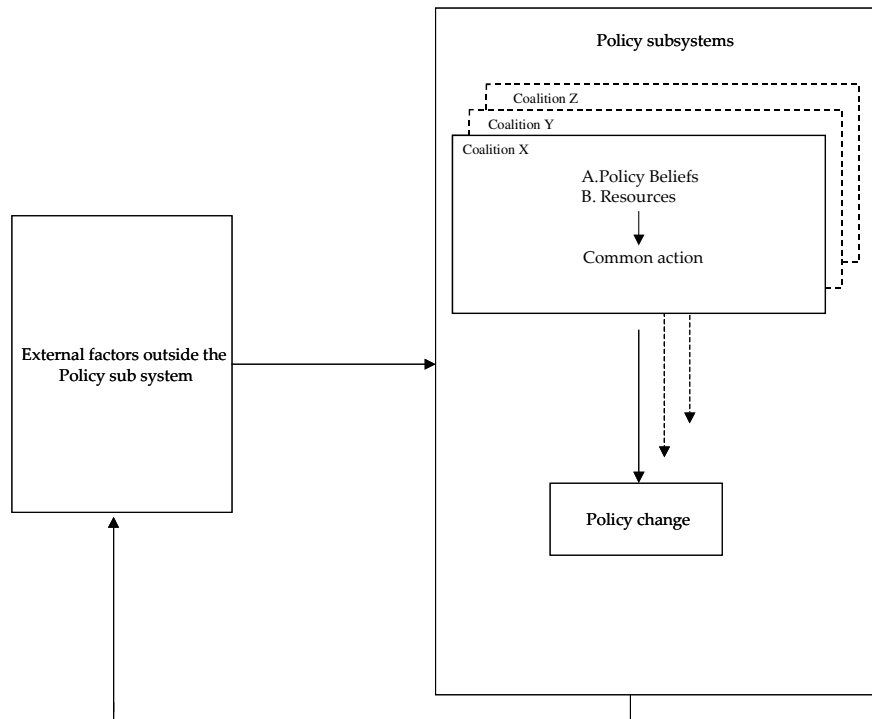 Policy subsystems
Coalition Z
Coalition Y
Coalition X
A.Policy Beliefs
B. Resources
Common action
External factors outside the
Policy sub system
Policy change